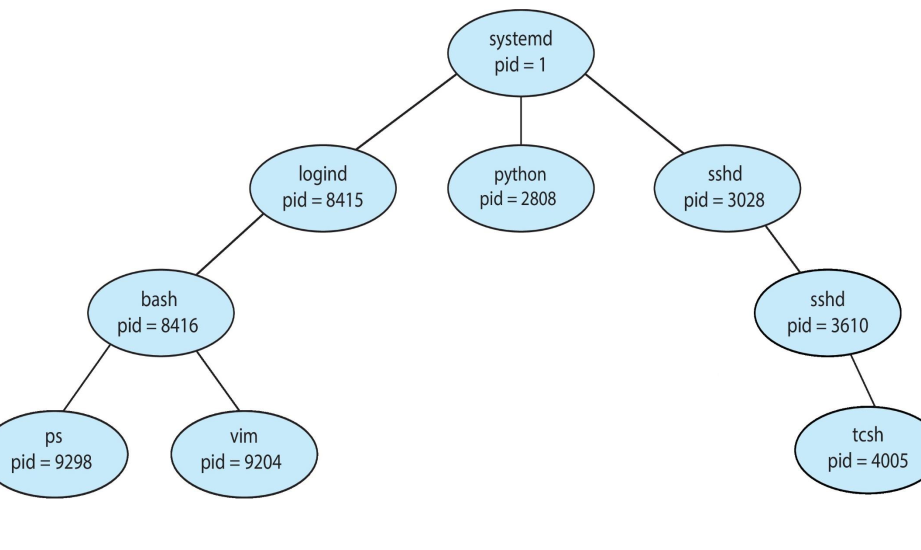 systemd
pid = 1
logind
pid = 8415
python
pid = 2808
sshd
pid = 3028
bash
pid = 8416
sshd
pid = 3610
ps
pid = 9298
vim
pid = 9204
tcsh
pid = 4005